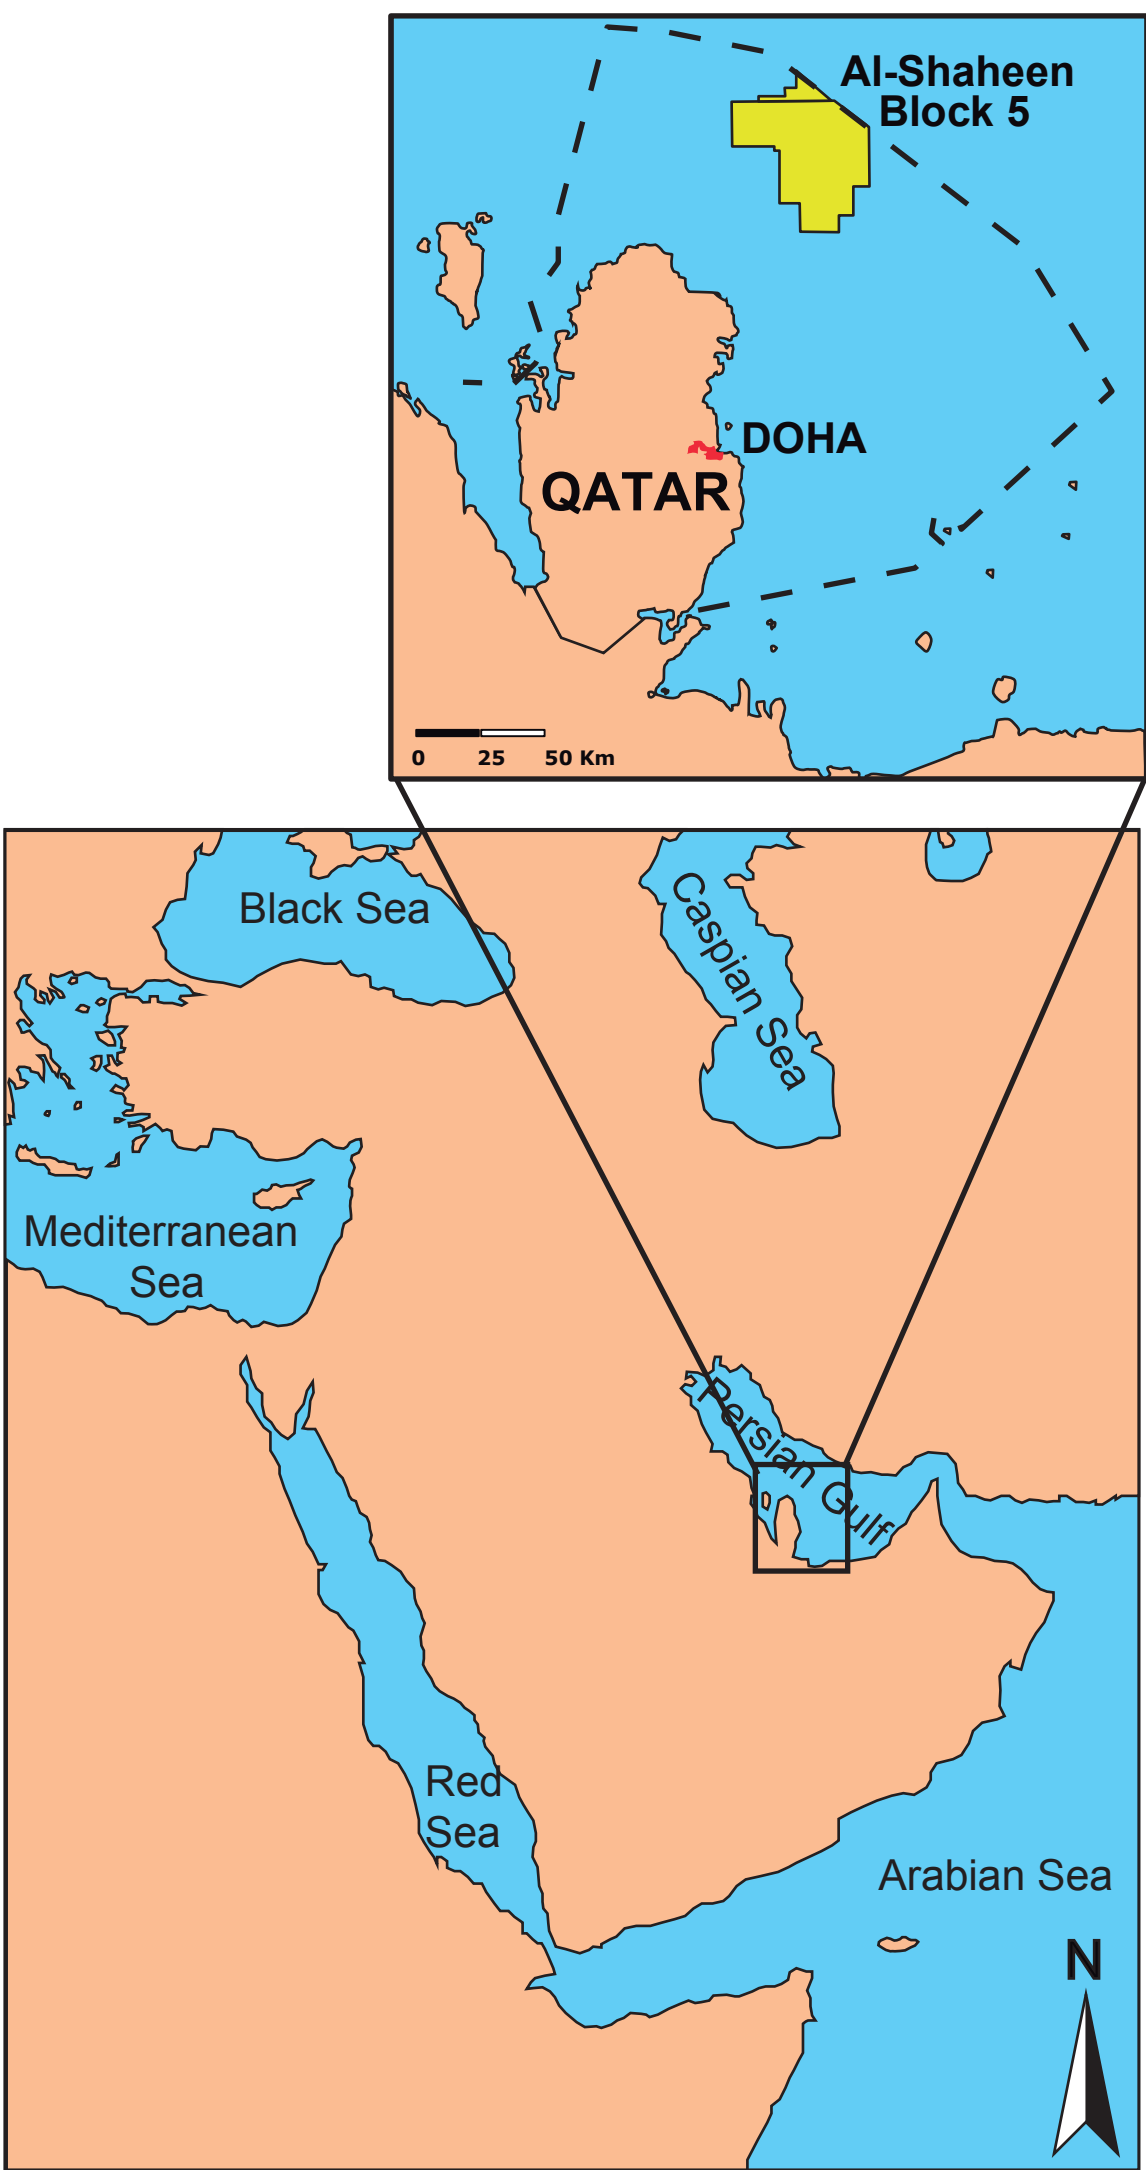 Al-Shaheen
Block 5
DOHA
QATAR
0 25 50 Km
Black Sea
Caspian Sea
Mediterranean
Sea
Persian Gulf
Red
Sea
Arabian Sea
N